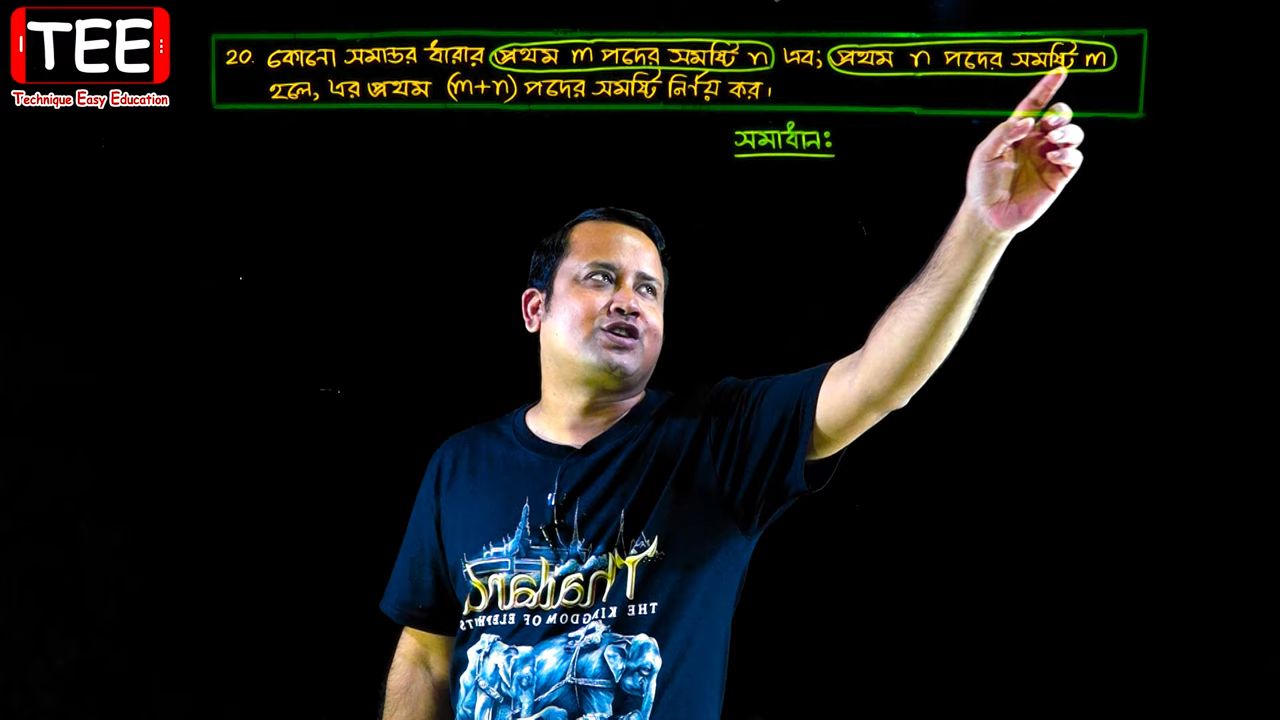 TEE
Technique Easy Education
20. কোনো সমান্তর ধারার প্রথম m পদের সমষ্টি n এবং; প্রথম n পদের সমষ্টি m
হলে, এর প্রথম (m+n) পদের সমষ্টি নির্ণয় কর।
সমাধান:
Thailand
THE KINGDOM OF ELEPHANTS